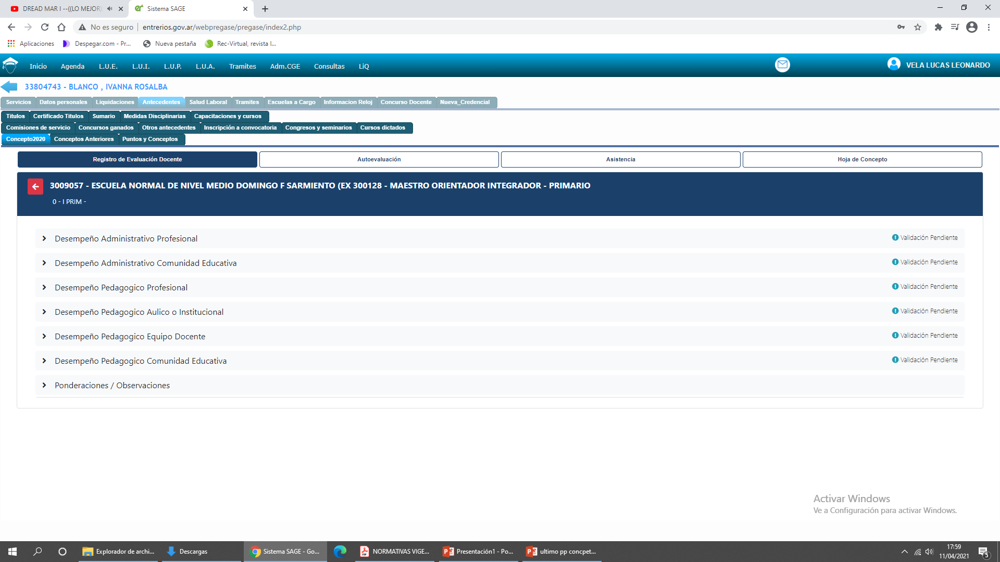 DREAD MAR I --((LO MEJOR)
Sistema SAGE
No es seguro
entrerios.gov.ar/webpregase/pregase/index2.php
Aplicaciones
Despegar.com - Pr...
Nueva pestaña
Rec-Virtual, revista l...
Inicio
Agenda
L.U.E.
L.U.I.
L.U.P.
L.U.A.
Tramites
Adm.CGE
Consultas
LiQ
VELA LUCAS LEONARDO
33804743 - BLANCO , IVANNA ROSALBA
Servicios
Datos personales
Liquidaciones
Antecedentes
Salud Laboral
Tramites
Escuelas a Cargo
Informacion Reloj
Concurso Docente
Nueva_Credencial
Titulos
Certificado Titulos
Sumario
Medidas Disciplinarias
Capacitaciones y cursos
Comisiones de servicio
Concursos ganados
Otros antecedentes
Inscripción a convocatoria
Congresos y seminarios
Cursos dictados
Concepto2020
Conceptos Anteriores
Puntos y Conceptos
Registro de Evaluación Docente
Autoevaluación
Asistencia
Hoja de Concepto
3009057 - ESCUELA NORMAL DE NIVEL MEDIO DOMINGO F SARMIENTO (EX 300128 - MAESTRO ORIENTADOR INTEGRADOR - PRIMARIO
0 - I PRIM -
Desempeño Administrativo Profesional
Validación Pendiente
Desempeño Administrativo Comunidad Educativa
Validación Pendiente
Desempeño Pedagogico Profesional
Validación Pendiente
Desempeño Pedagogico Aulico o Institucional
Validación Pendiente
Desempeño Pedagogico Equipo Docente
Validación Pendiente
Desempeño Pedagogico Comunidad Educativa
Validación Pendiente
Ponderaciones / Observaciones
Activar Windows
Ve a Configuración para activar Windows.
Explorador de archi...
Descargas
Sistema SAGE - Go...
NORMATIVAS VIGE...
Presentación1 - Po...
ultimo pp concpet...
17:59
11/04/2021
5